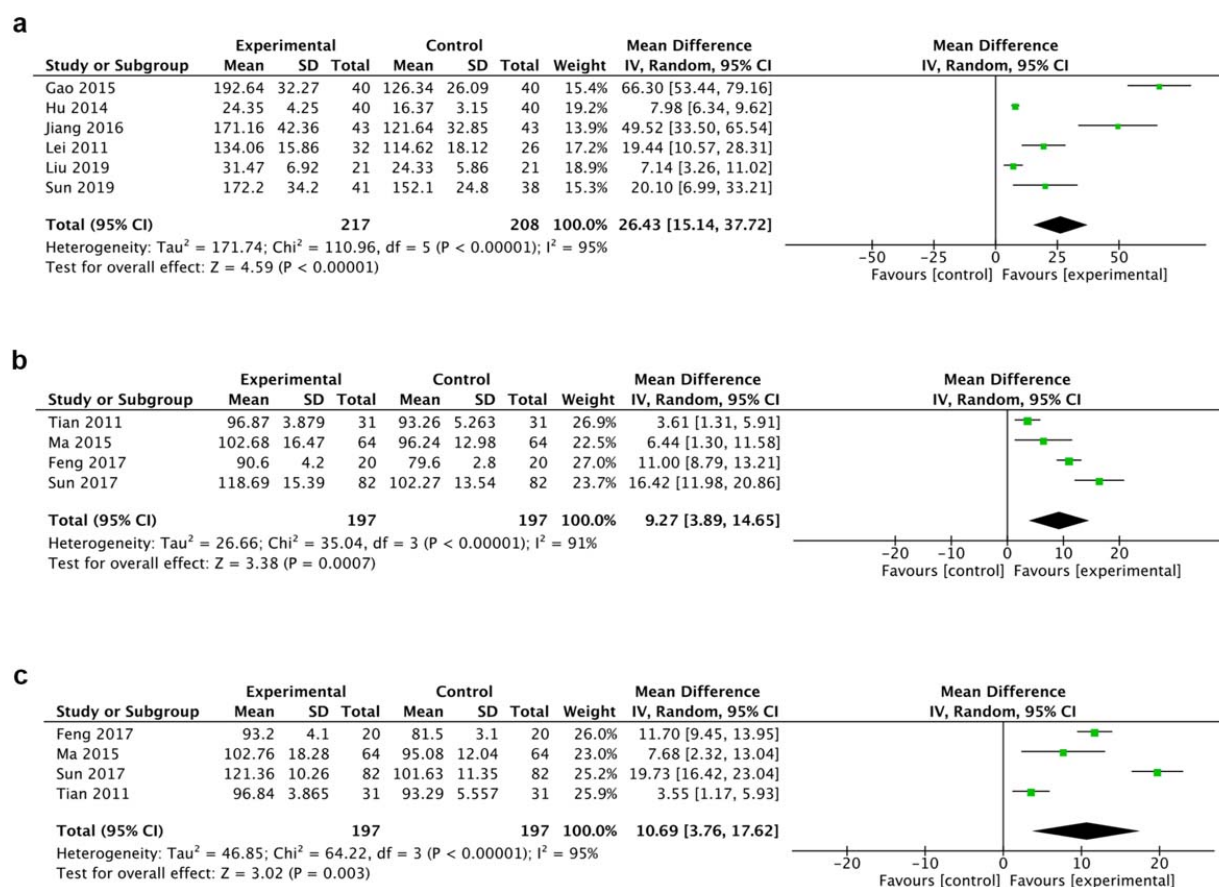 a
Experimental Control Mean Difference Mean Difference
Study or Subgroup Mean SD Total Mean SD Total Weight IV, Random, 95% CI IV, Random, 95% CI
Gao 2015 192.64 32.27 40 126.34 26.09 40 15.4% 66.30 [53.44, 79.16]
Hu 2014 24.35 4.25 40 16.37 3.15 40 19.2% 7.98 [6.34, 9.62]
Jiang 2016 171.16 42.36 43 121.64 32.85 43 13.9% 49.52 [33.50, 65.54]
Lei 2011 134.06 15.86 32 114.62 18.12 26 17.2% 19.44 [10.57, 28.31]
Liu 2019 31.47 6.92 21 24.33 5.86 21 18.9% 7.14 [3.26, 11.02]
Sun 2019 172.2 34.2 41 152.1 24.8 38 15.3% 20.10 [6.99, 33.21]
Total (95% CI) 217 208 100.0% 26.43 [15.14, 37.72]
Heterogeneity: Tau² = 171.74; Chi² = 110.96, df = 5 (P < 0.00001); I² = 95%
Test for overall effect: Z = 4.59 (P < 0.00001)
−50 −25 0 25 50
Favours [control] Favours [experimental]
b
Experimental Control Mean Difference Mean Difference
Study or Subgroup Mean SD Total Mean SD Total Weight IV, Random, 95% CI IV, Random, 95% CI
Tian 2011 96.87 3.879 31 93.26 5.263 31 26.9% 3.61 [1.31, 5.91]
Ma 2015 102.68 16.47 64 96.24 12.98 64 22.5% 6.44 [1.30, 11.58]
Feng 2017 90.6 4.2 20 79.6 2.8 20 27.0% 11.00 [8.79, 13.21]
Sun 2017 118.69 15.39 82 102.27 13.54 82 23.7% 16.42 [11.98, 20.86]
Total (95% CI) 197 197 100.0% 9.27 [3.89, 14.65]
Heterogeneity: Tau² = 26.66; Chi² = 35.04, df = 3 (P < 0.00001); I² = 91%
Test for overall effect: Z = 3.38 (P = 0.0007)
−20 −10 0 10 20
Favours [control] Favours [experimental]
c
Experimental Control Mean Difference Mean Difference
Study or Subgroup Mean SD Total Mean SD Total Weight IV, Random, 95% CI IV, Random, 95% CI
Feng 2017 93.2 4.1 20 81.5 3.1 20 26.0% 11.70 [9.45, 13.95]
Ma 2015 102.76 18.28 64 95.08 12.04 64 23.0% 7.68 [2.32, 13.04]
Sun 2017 121.36 10.26 82 101.63 11.35 82 25.2% 19.73 [16.42, 23.04]
Tian 2011 96.84 3.865 31 93.29 5.557 31 25.9% 3.55 [1.17, 5.93]
Total (95% CI) 197 197 100.0% 10.69 [3.76, 17.62]
Heterogeneity: Tau² = 46.85; Chi² = 64.22, df = 3 (P < 0.00001); I² = 95%
Test for overall effect: Z = 3.02 (P = 0.003)
−20 −10 0 10 20
Favours [control] Favours [experimental]